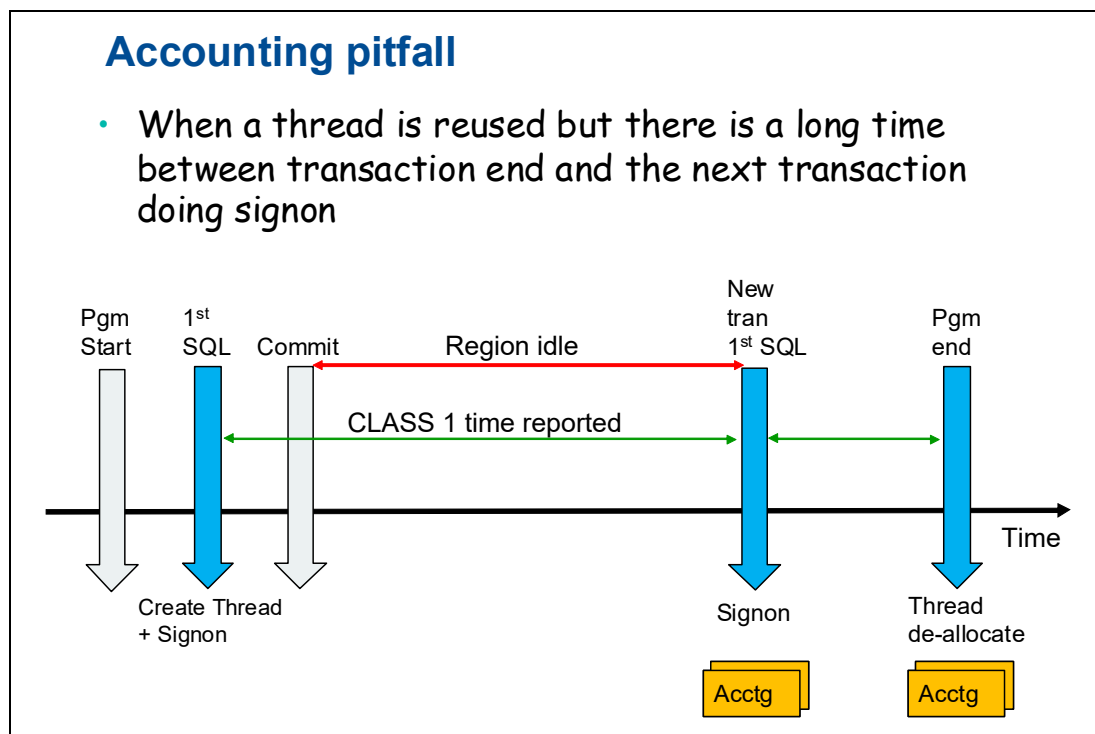 Accounting pitfall
• When a thread is reused but there is a long time
between transaction end and the next transaction
doing signon
Pgm
Start
1st
SQL
Commit
Region idle
New
tran
1st SQL
Pgm
end
CLASS 1 time reported
Time
Create Thread
+ Signon
Signon
Thread
de-allocate
Acctg
Acctg